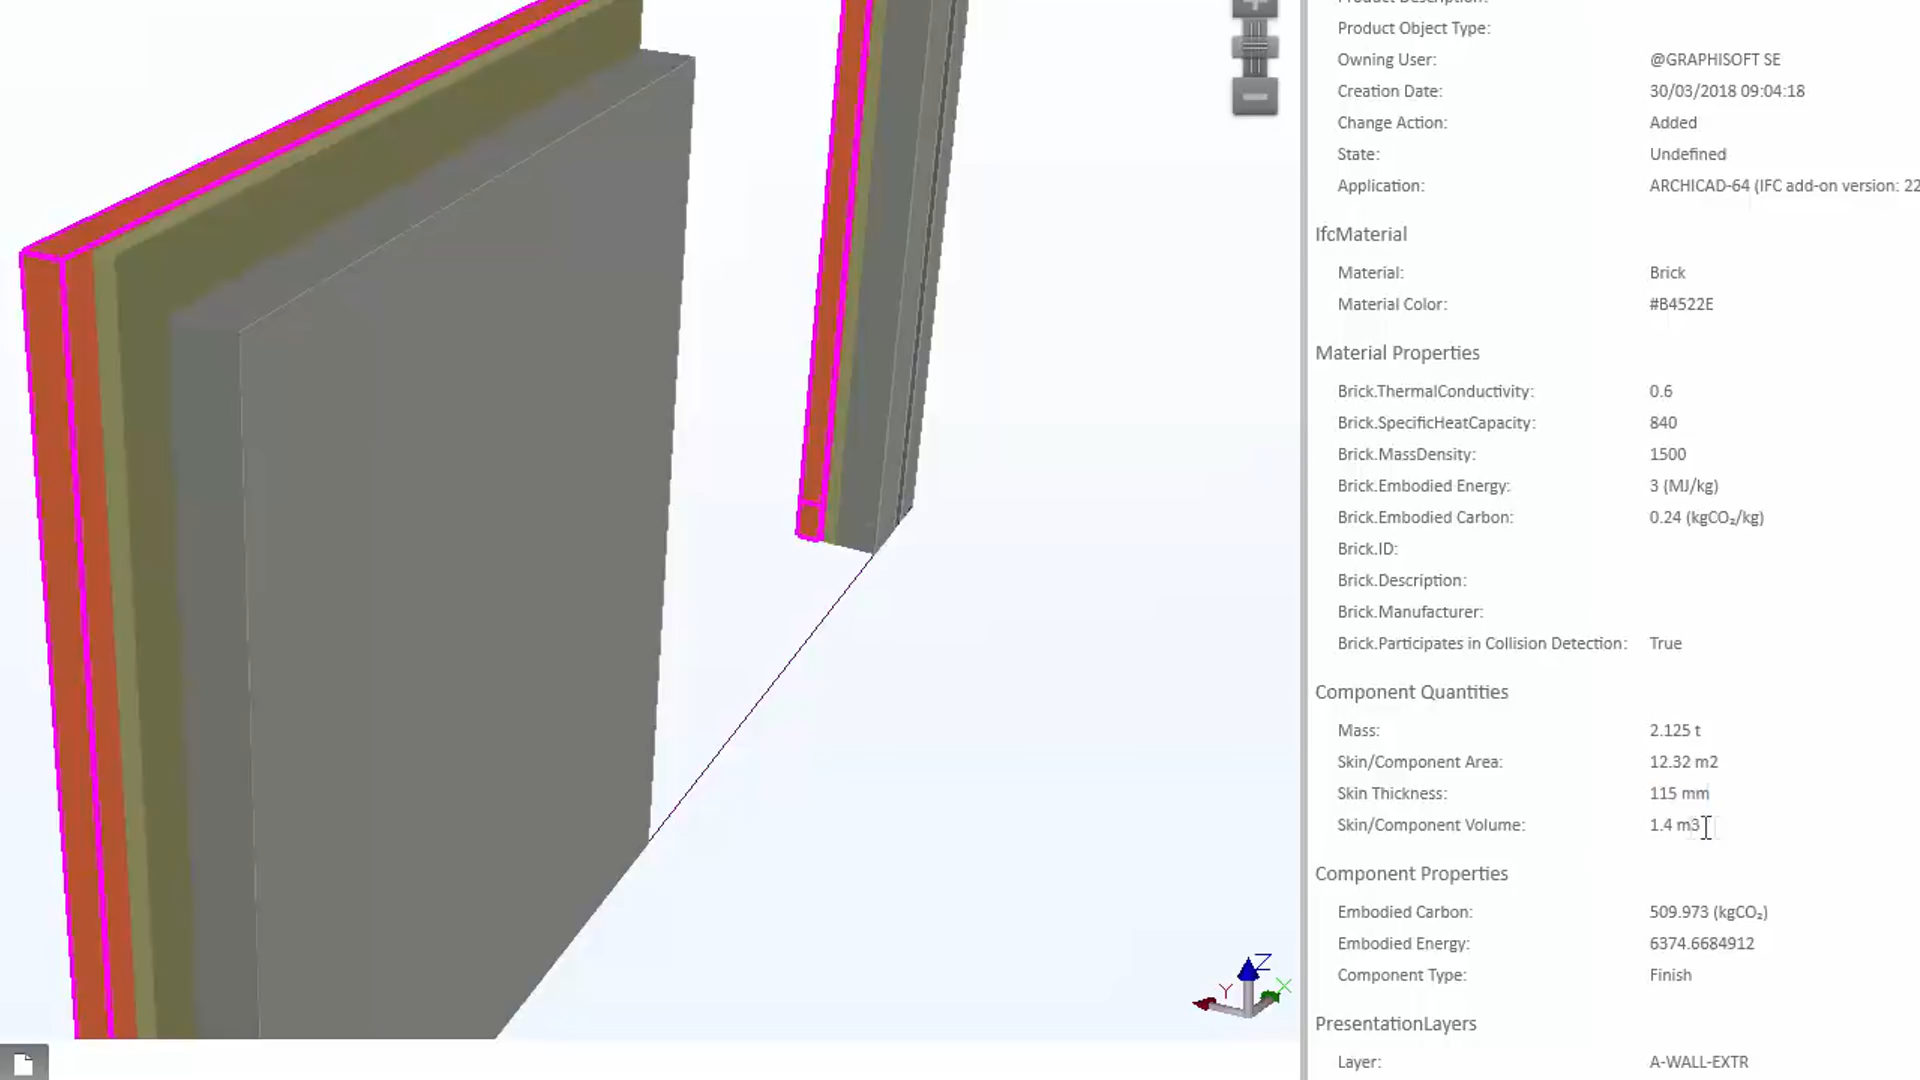 Product Description:
Product Object Type:
Owning User: @GRAPHISOFT SE
Creation Date: 30/03/2018 09:04:18
Change Action: Added
State: Undefined
Application: ARCHICAD-64 (IFC add-on version: 22
IfcMaterial
Material: Brick
Material Color: #B4522E
Material Properties
Brick.ThermalConductivity: 0.6
Brick.SpecificHeatCapacity: 840
Brick.MassDensity: 1500
Brick.Embodied Energy: 3 (MJ/kg)
Brick.Embodied Carbon: 0.24 (kgCO₂/kg)
Brick.ID:
Brick.Description:
Brick.Manufacturer:
Brick.Participates in Collision Detection: True
Component Quantities
Mass: 2.125 t
Skin/Component Area: 12.32 m2
Skin Thickness: 115 mm
Skin/Component Volume: 1.4 m3
Component Properties
Embodied Carbon: 509.973 (kgCO₂)
Embodied Energy: 6374.6684912
Component Type: Finish
PresentationLayers
Layer: A-WALL-EXTR
Z
Y
X